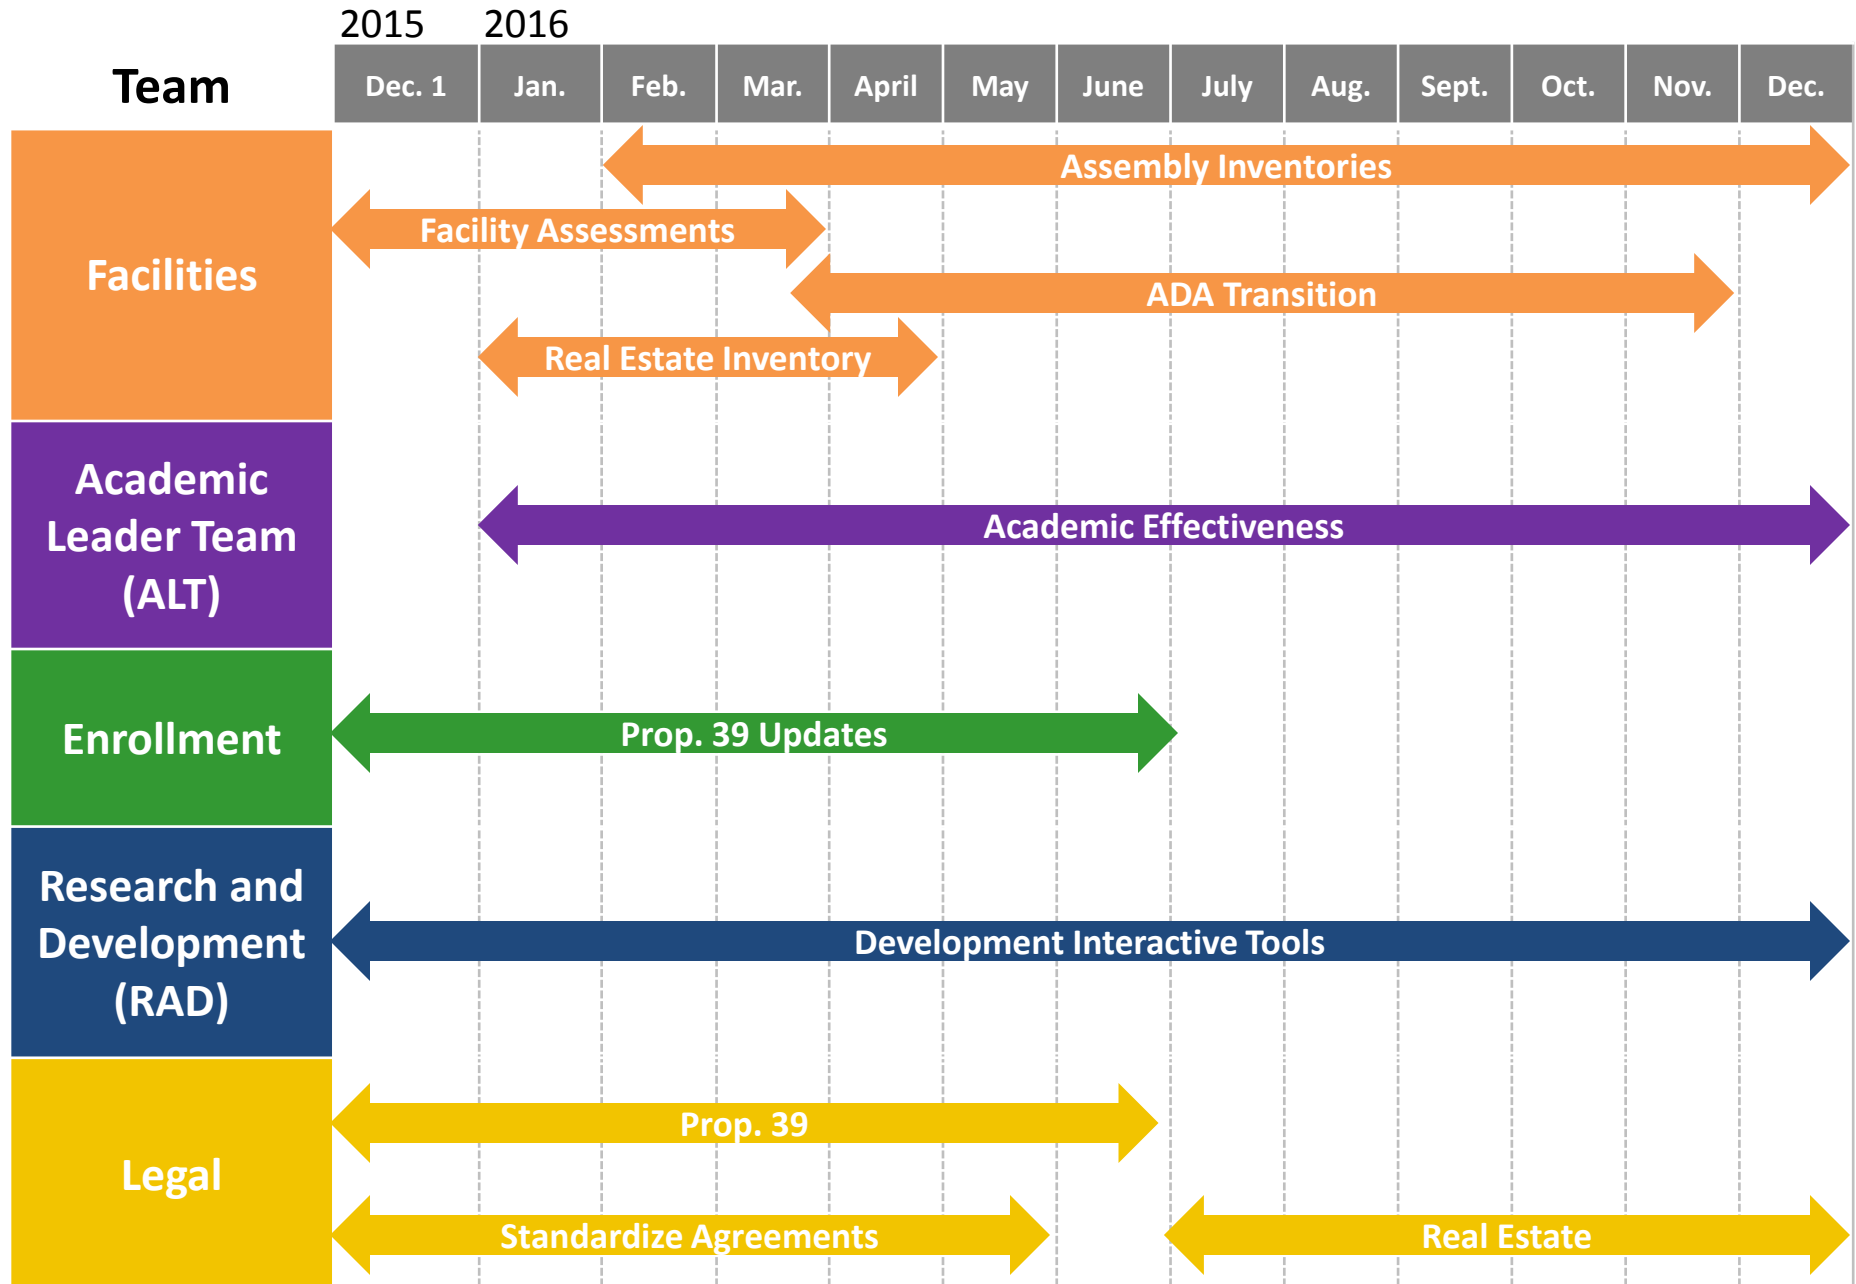 2015 2016
Team Dec. 1 Jan. Feb. Mar. April May June July Aug. Sept. Oct. Nov. Dec.
Facilities
Assembly Inventories
Facility Assessments
ADA Transition
Real Estate Inventory
Academic
Leader Team
(ALT)
Academic Effectiveness
Enrollment
Prop. 39 Updates
Research and
Development
(RAD)
Development Interactive Tools
Legal
Prop. 39
Standardize Agreements
Real Estate